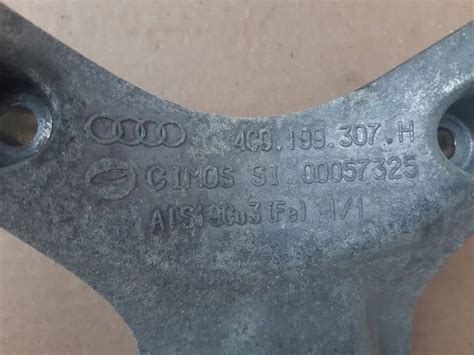 4G0.199.307.H
CIMOS SI 00057325
AlSi9Cu3(Fe) 1/1